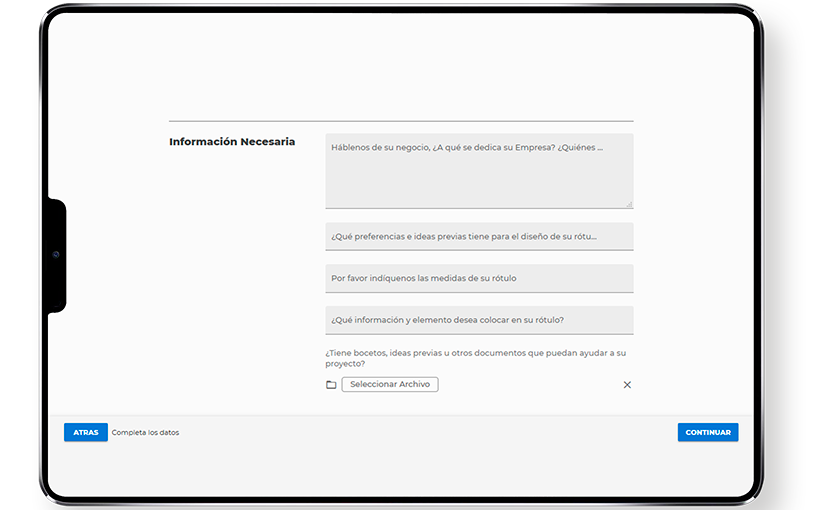 Información Necesaria
Háblenos de su negocio, ¿A qué se dedica su Empresa? ¿Quiénes ...
¿Qué preferencias e ideas previas tiene para el diseño de su rótu...
Por favor indíquenos las medidas de su rótulo
¿Qué información y elemento desea colocar en su rótulo?
¿Tiene bocetos, ideas previas u otros documentos que puedan ayudar a su
proyecto?
Seleccionar Archivo
ATRAS Completa los datos
CONTINUAR